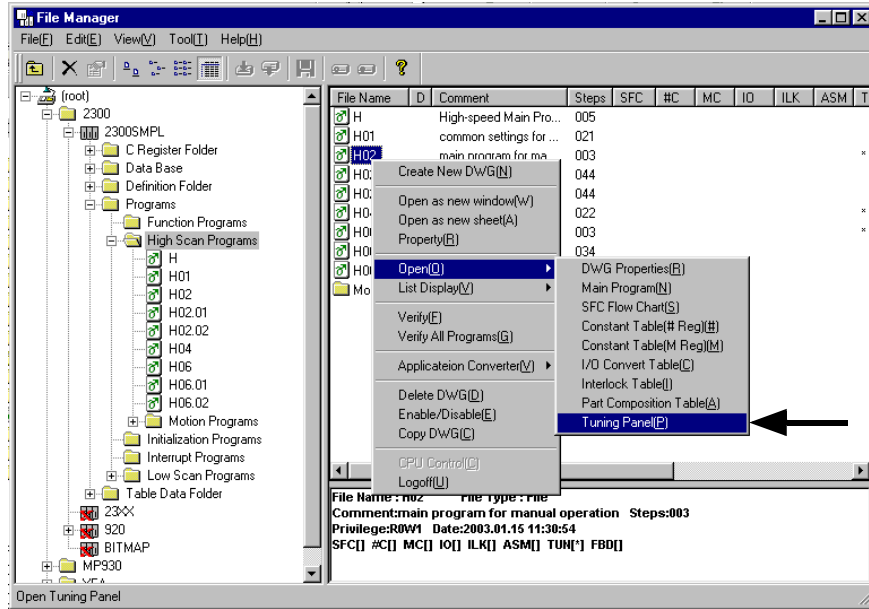 File Manager
File(F) Edit(E) View(V) Tool(T) Help(H)
(root)
2300
2300SMPL
C Register Folder
Data Base
Definition Folder
Programs
Function Programs
High Scan Programs
H
H01
H02
H02.01
H02.02
H04
H06
H06.01
H06.02
Motion Programs
Initialization Programs
Interrupt Programs
Low Scan Programs
Table Data Folder
23XX
920
BITMAP
MP930
File Name D Comment Steps SFC #C MC IO ILK ASM T
H High-speed Main Pro... 005
H01 common settings for ... 021
H02 main program for ma 003 *
044
044
022 *
003 *
034
Mo
Create New DWG(N)
Open as new window(W)
Open as new sheet(A)
Property(R)
Open(O)
List Display(V)
Verify(F)
Verify All Programs(G)
Applicateion Converter(V)
Delete DWG(D)
Enable/Disable(E)
Copy DWG(C)
CPU Control(C)
Logoff(U)
DWG Properties(R)
Main Program(N)
SFC Flow Chart(S)
Constant Table(# Reg)(#)
Constant Table(M Reg)(M)
I/O Convert Table(C)
Interlock Table(I)
Part Composition Table(A)
Tuning Panel(P)
File Name : H02 File Type : File
Comment:main program for manual operation Steps:003
Privilege:R0W1 Date:2003.01.15 11:30:54
SFC[] #C[] MC[] IO[] ILK[] ASM[] TUN[*] FBD[]
Open Tuning Panel